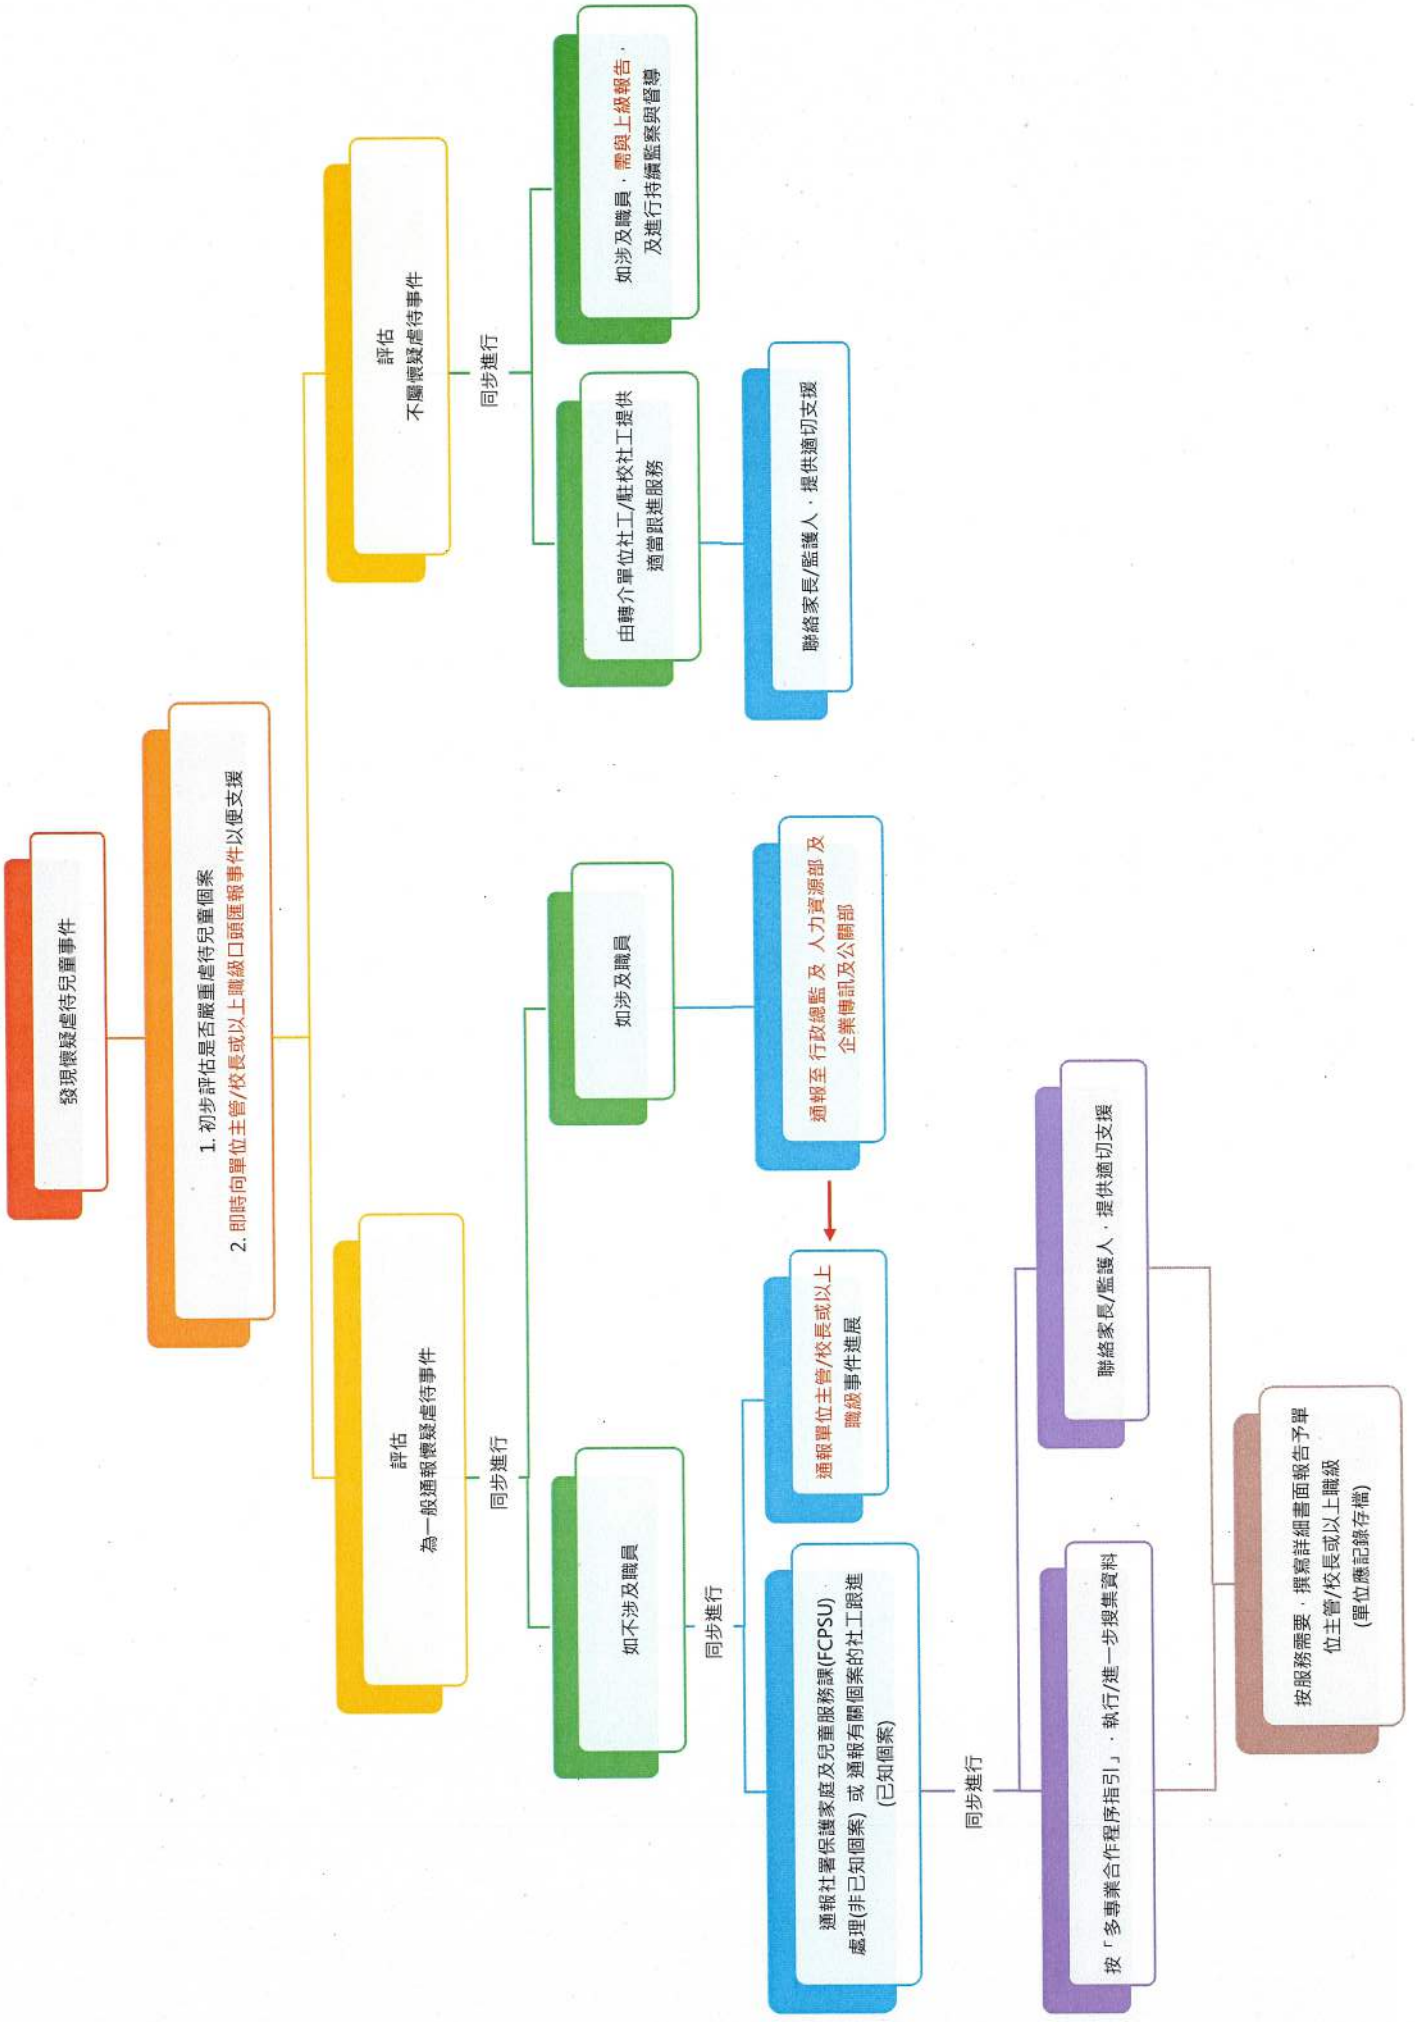 發現懷疑虐待兒童事件
1. 初步評估是否嚴重虐待兒童個案
2. 即時向單位主管/校長或以上職級口頭匯報事件以便支援
評估
為一般通報懷疑虐待事件
評估
不屬懷疑虐待事件
同步進行
同步進行
如不涉及職員
如涉及職員
由轉介單位社工/駐校社工提供
適當跟進服務
如涉及職員，需與上級報告，
及進行持續監察與督導
同步進行
通報社署保護家庭及兒童服務課(FCPSU)
處理(非已知個案) 或 通報有關個案的社工跟進
(已知個案)
通報單位主管/校長或以上
職級事件進展
通報至 行政總監 及 人力資源部 及
企業傳訊及公關部
聯絡家長/監護人，提供適切支援
同步進行
按「多專業合作程序指引」，執行/進一步搜集資料
聯絡家長/監護人，提供適切支援
按服務需要，撰寫詳細書面報告予單
位主管/校長或以上職級
(單位應記錄存檔)